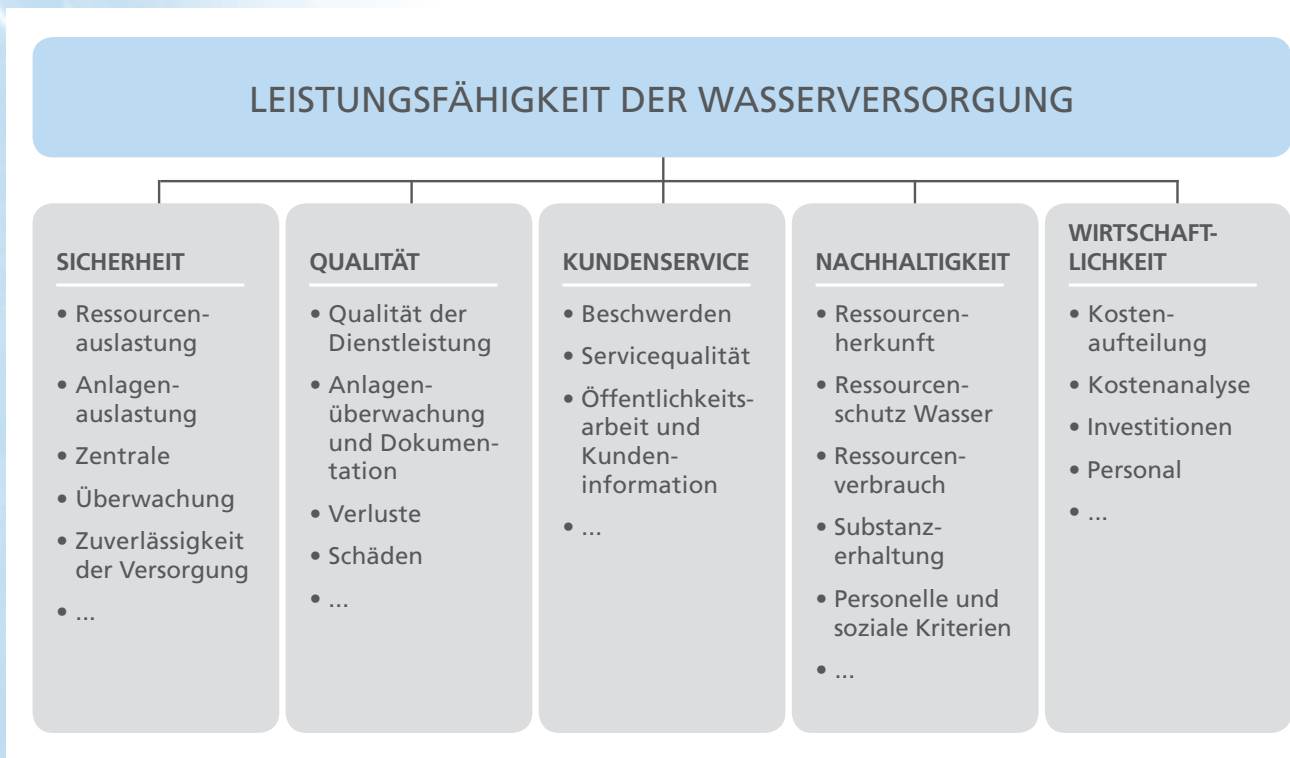 LEISTUNGSFÄHIGKEIT DER WASSERVERSORGUNG
SICHERHEIT
• Ressourcen-
auslastung
• Anlagen-
auslastung
• Zentrale
• Überwachung
• Zuverlässigkeit
der Versorgung
• ...
QUALITÄT
• Qualität der
Dienstleistung
• Anlagen-
überwachung
und Dokumen-
tation
• Verluste
• Schäden
• ...
KUNDENSERVICE
• Beschwerden
• Servicequalität
• Öffentlichkeits-
arbeit und
Kunden-
information
• ...
NACHHALTIGKEIT
• Ressourcen-
herkunft
• Ressourcen-
schutz Wasser
• Ressourcen-
verbrauch
• Substanz-
erhaltung
• Personelle und
soziale Kriterien
• ...
WIRTSCHAFT-
LICHKEIT
• Kosten-
aufteilung
• Kostenanalyse
• Investitionen
• Personal
• ...